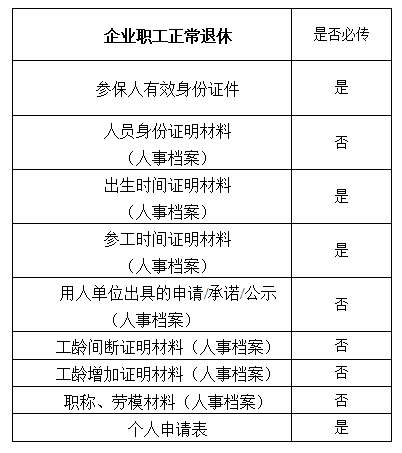 企业职工正常退休 是否必传
参保人有效身份证件 是
人员身份证明材料
（人事档案） 否
出生时间证明材料
（人事档案） 是
参工时间证明材料
（人事档案） 是
用人单位出具的申请/承诺/公示
（人事档案） 否
工龄间断证明材料（人事档案） 否
工龄增加证明材料（人事档案） 否
职称、劳模材料（人事档案） 否
个人申请表 是